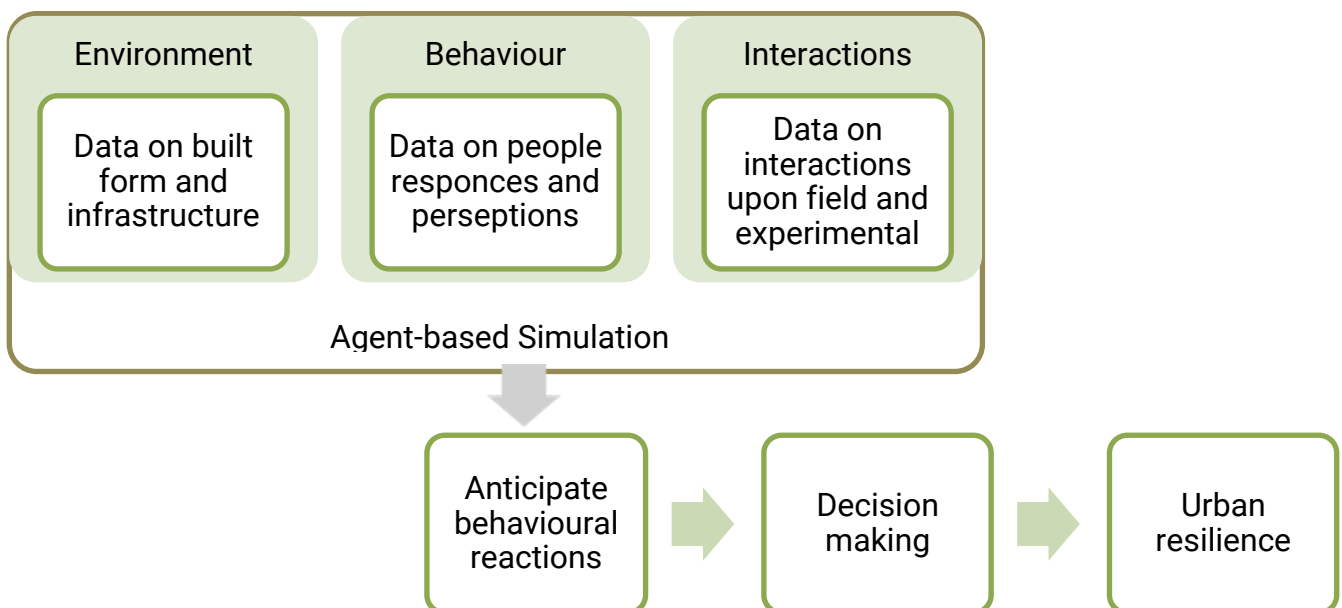 Environment
Data on built
form and
infrastructure
Behaviour
Data on people
responces and
perseptions
Interactions
Data on
interactions
upon field and
experimental
Agent-based Simulation
Anticipate
behavioural
reactions
Decision
making
Urban
resilience